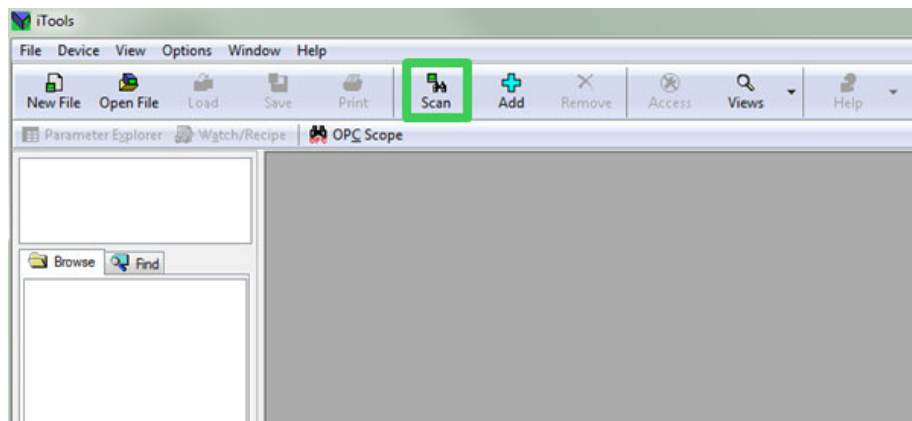 iTools
File Device View Options Window Help
New File Open File Load Save Print Scan Add Remove Access Views Help
Parameter Explorer Watch/Recipe OPC Scope
Browse Find